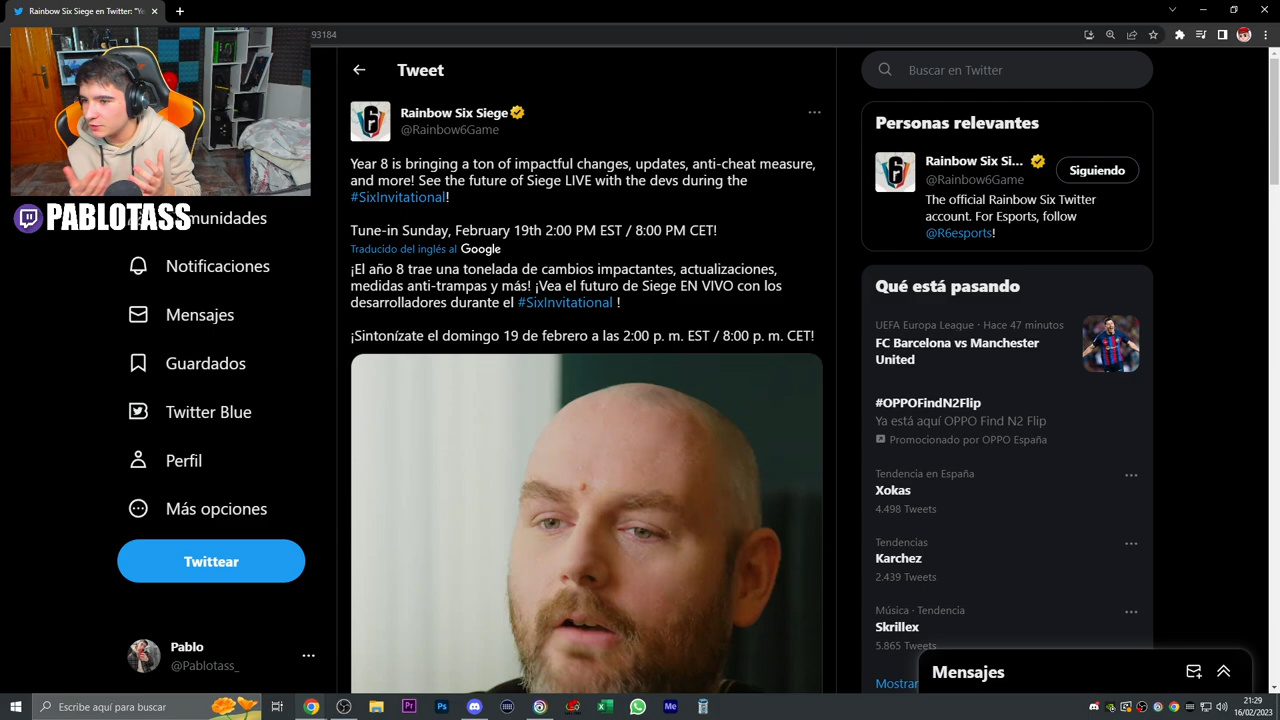 Rainbow Six Siege en Twitter: "Ye
93184
PABLOTASS
munidades
Notificaciones
Mensajes
Guardados
Twitter Blue
Perfil
Más opciones
Twittear
Pablo
@Pablotass_
Tweet
Rainbow Six Siege
@Rainbow6Game
Year 8 is bringing a ton of impactful changes, updates, anti-cheat measure,
and more! See the future of Siege LIVE with the devs during the
#SixInvitational!
Tune-in Sunday, February 19th 2:00 PM EST / 8:00 PM CET!
Traducido del inglés al Google
¡El año 8 trae una tonelada de cambios impactantes, actualizaciones,
medidas anti-trampas y más! ¡Vea el futuro de Siege EN VIVO con los
desarrolladores durante el #SixInvitational !
¡Sintonízate el domingo 19 de febrero a las 2:00 p. m. EST / 8:00 p. m. CET!
Buscar en Twitter
Personas relevantes
Rainbow Six Si...
@Rainbow6Game
Siguiendo
The official Rainbow Six Twitter
account. For Esports, follow
@R6esports!
Qué está pasando
UEFA Europa League · Hace 47 minutos
FC Barcelona vs Manchester
United
#OPPOFindN2Flip
Ya está aquí OPPO Find N2 Flip
Promocionado por OPPO España
Tendencia en España
Xokas
4.498 Tweets
Tendencias
Karchez
2.439 Tweets
Música · Tendencia
Skrillex
5.865 Tweets
Mostrar
Mensajes
Escribe aquí para buscar
Pr
Ps
Me
21:29
16/02/2023